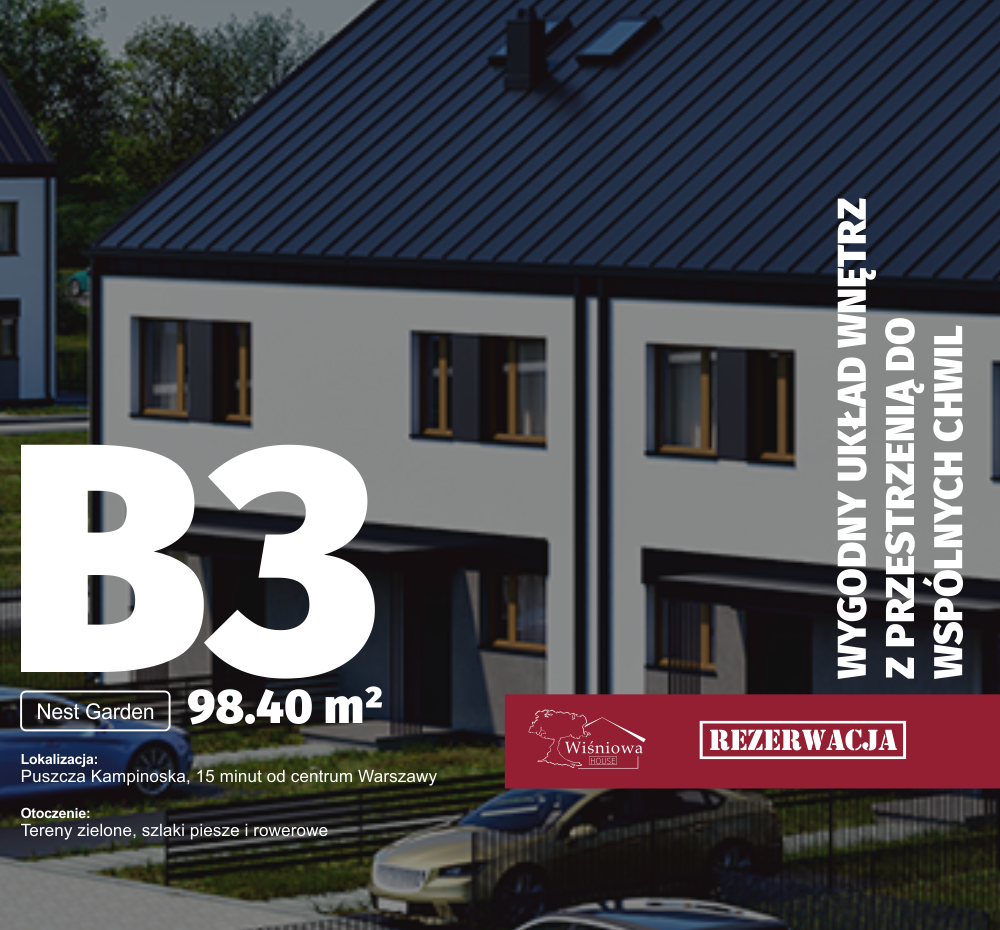 WYGODNY UKŁAD WNĘTRZ
Z PRZESTRZENIĄ DO
WSPÓLNYCH CHWIL
B3
Nest Garden
98.40 m²
Lokalizacja:
Puszcza Kampinoska, 15 minut od centrum Warszawy
Otoczenie:
Tereny zielone, szlaki piesze i rowerowe
Wiśniowa
HOUSE
REZERWACJA